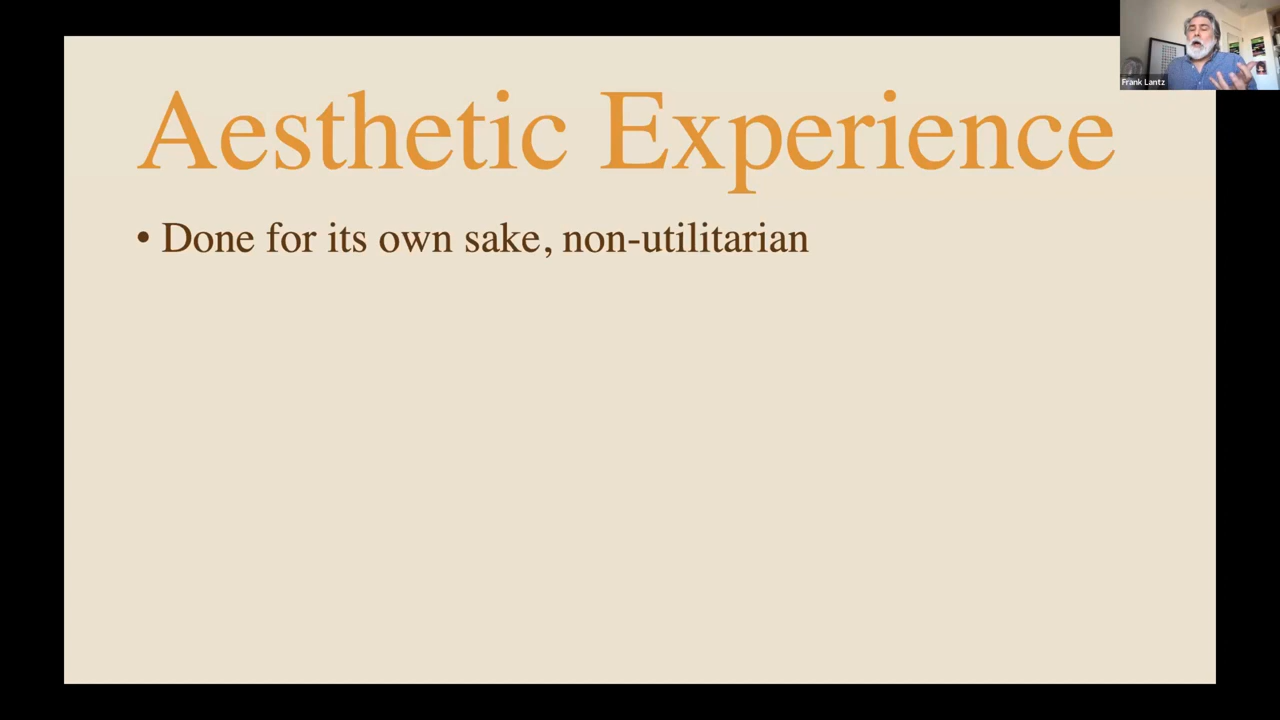 Aesthetic Experience
• Done for its own sake, non-utilitarian
Frank Lantz